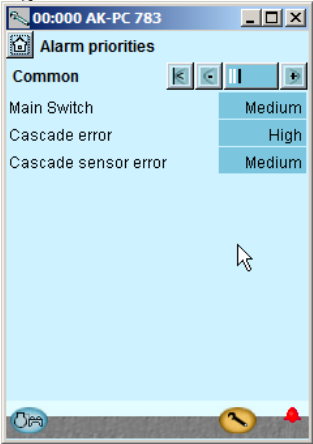 00:000 AK-PC 783
Alarm priorities
Common
Main Switch Medium
Cascade error High
Cascade sensor error Medium